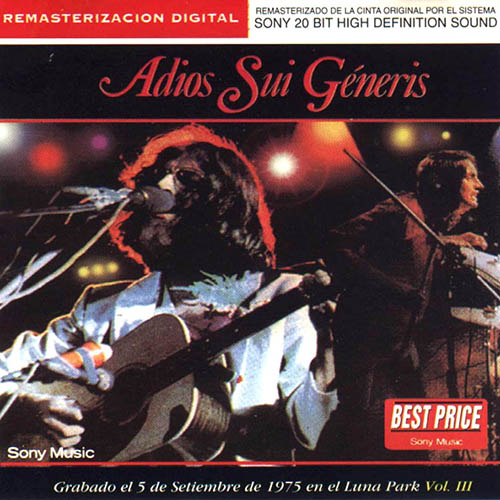 REMASTERIZACION DIGITAL
REMASTERIZADO DE LA CINTA ORIGINAL POR EL SISTEMA
SONY 20 BIT HIGH DEFINITION SOUND
Adios Sui Géneris
BEST PRICE
Sony Music
Sony Music
Grabado el 5 de Setiembre de 1975 en el Luna Park Vol. III